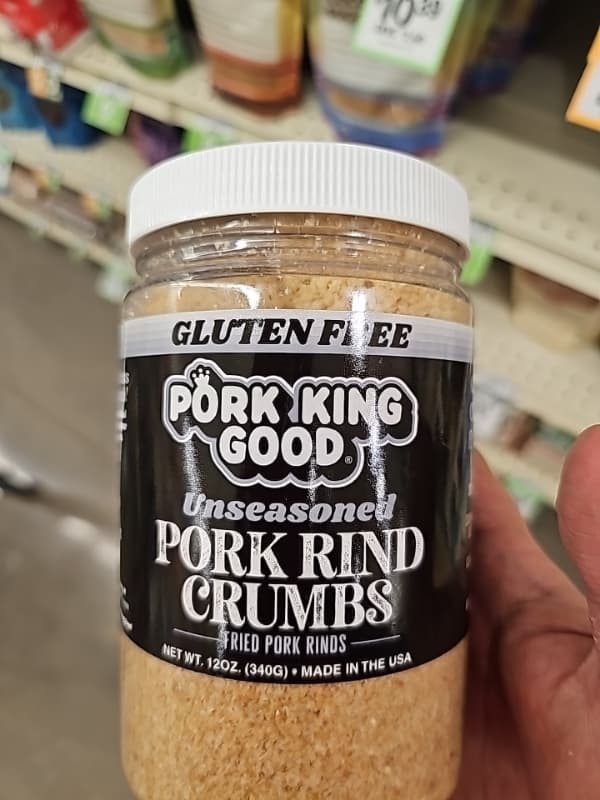 GLUTEN FREE
PORK KING
GOOD®
Unseasoned
PORK RIND
CRUMBS
FRIED PORK RINDS
NET WT. 12OZ. (340G) • MADE IN THE USA